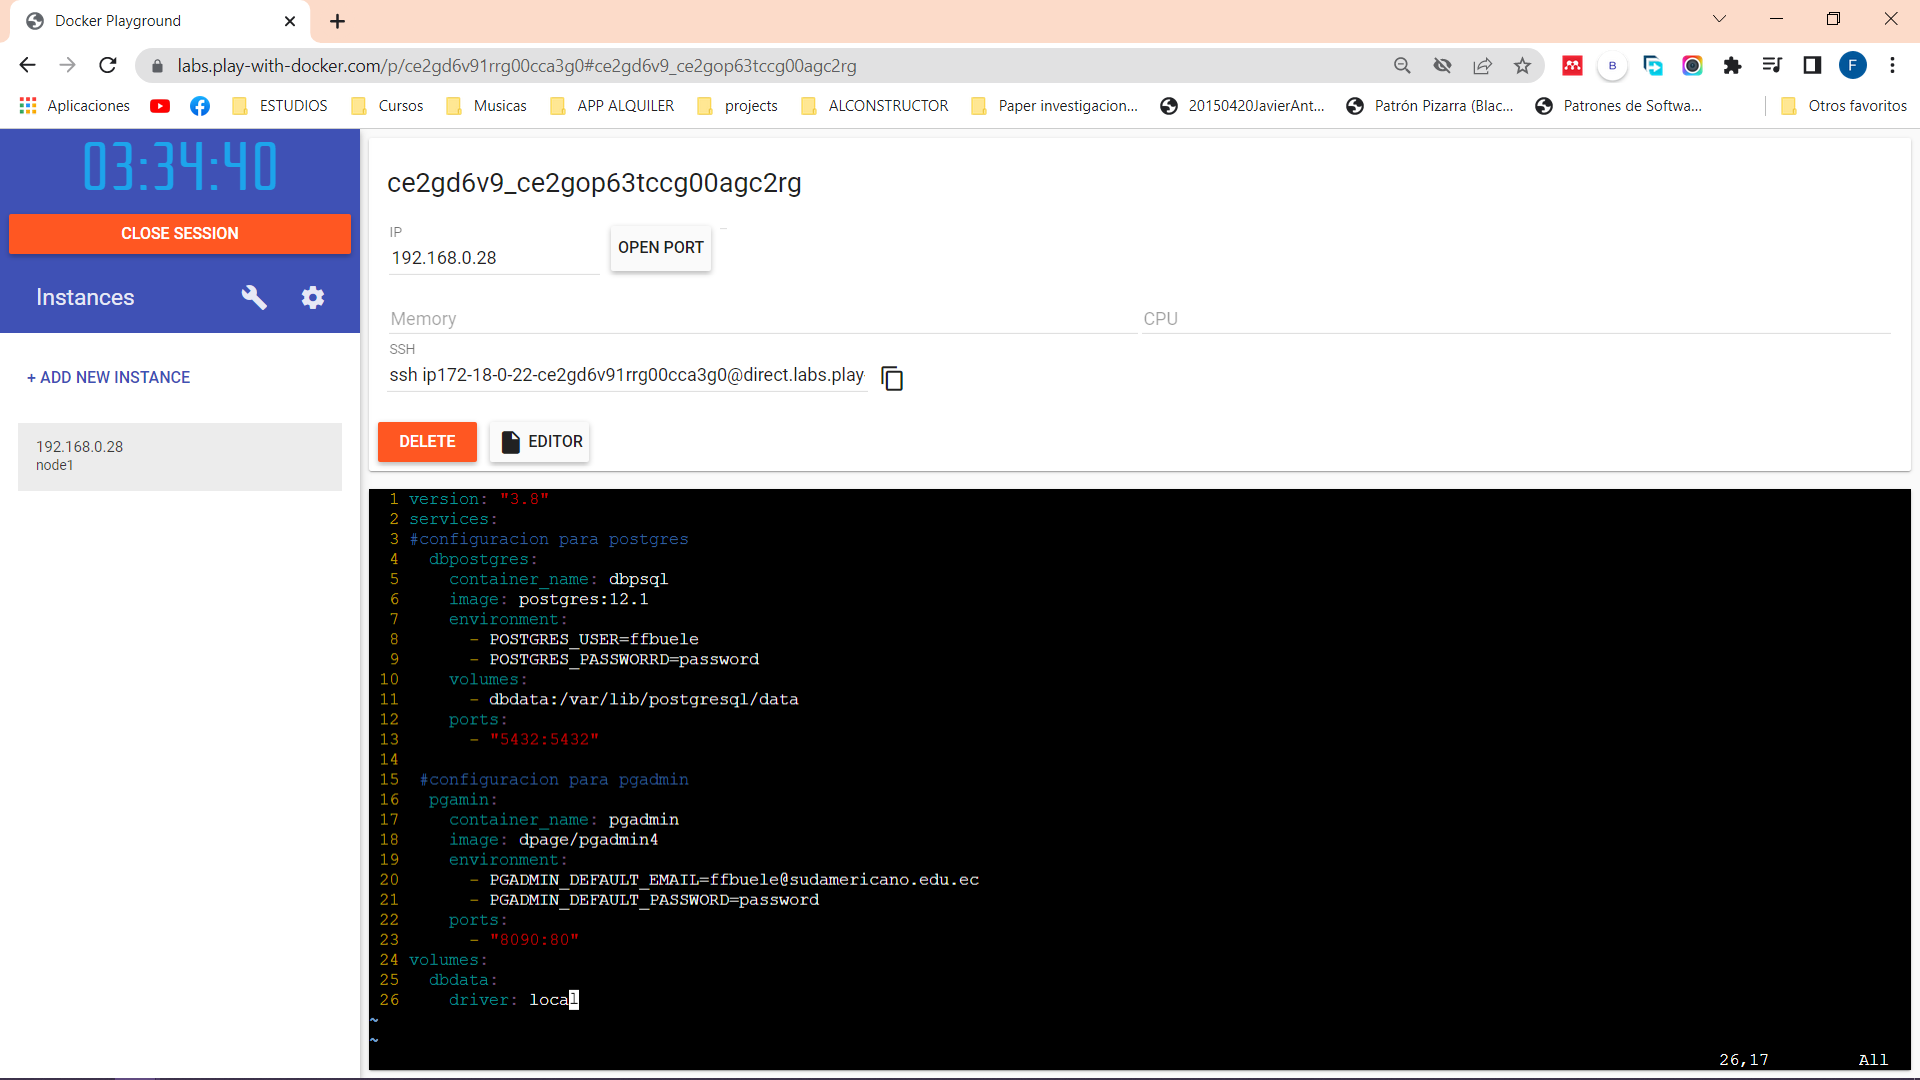 Docker Playground
labs.play-with-docker.com/p/ce2gd6v91rrg00cca3g0#ce2gd6v9_ce2gop63tccg00agc2rg
B
F
Aplicaciones
ESTUDIOS
Cursos
Musicas
APP ALQUILER
projects
ALCONSTRUCTOR
Paper investigacion...
20150420JavierAnt...
Patrón Pizarra (Blac...
Patrones de Softwa...
Otros favoritos
03:34:40
CLOSE SESSION
Instances
+ ADD NEW INSTANCE
192.168.0.28
node1
ce2gd6v9_ce2gop63tccg00agc2rg
IP
192.168.0.28
OPEN PORT
Memory
CPU
SSH
ssh ip172-18-0-22-ce2gd6v91rrg00cca3g0@direct.labs.play
DELETE
EDITOR
1 version: "3.8"
2 services:
3 #configuracion para postgres
4   dbpostgres:
5     container_name: dbpsql
6     image: postgres:12.1
7     environment:
8       - POSTGRES_USER=ffbuele
9       - POSTGRES_PASSWORRD=password
10     volumes:
11       - dbdata:/var/lib/postgresql/data
12     ports:
13       - "5432:5432"
14
15  #configuracion para pgadmin
16   pgamin:
17     container_name: pgadmin
18     image: dpage/pgadmin4
19     environment:
20       - PGADMIN_DEFAULT_EMAIL=ffbuele@sudamericano.edu.ec
21       - PGADMIN_DEFAULT_PASSWORD=password
22     ports:
23       - "8090:80"
24 volumes:
25   dbdata:
26     driver: local
~
~
26,17 All